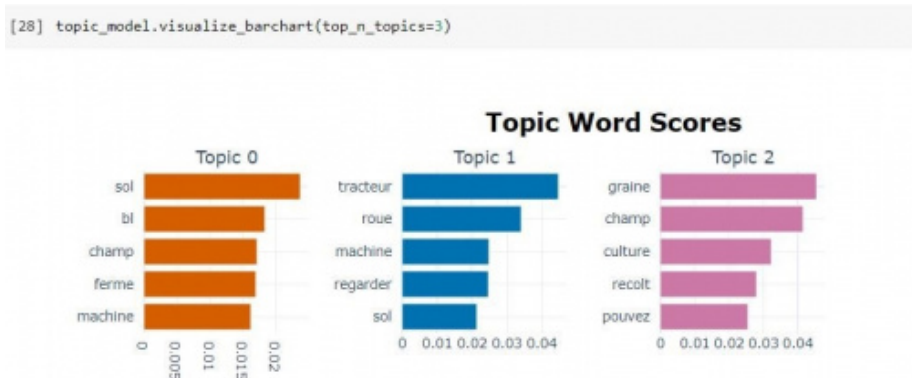 [28] topic_model.visualize_barchart(top_n_topics=3)
Topic Word Scores
Topic 0
sol
bl
champ
ferme
machine
0
0.005
0.01
0.015
0.02
Topic 1
tracteur
roue
machine
regarder
sol
0 0.01 0.02 0.03 0.04
Topic 2
graine
champ
culture
recolt
pouvez
0 0.01 0.02 0.03 0.04